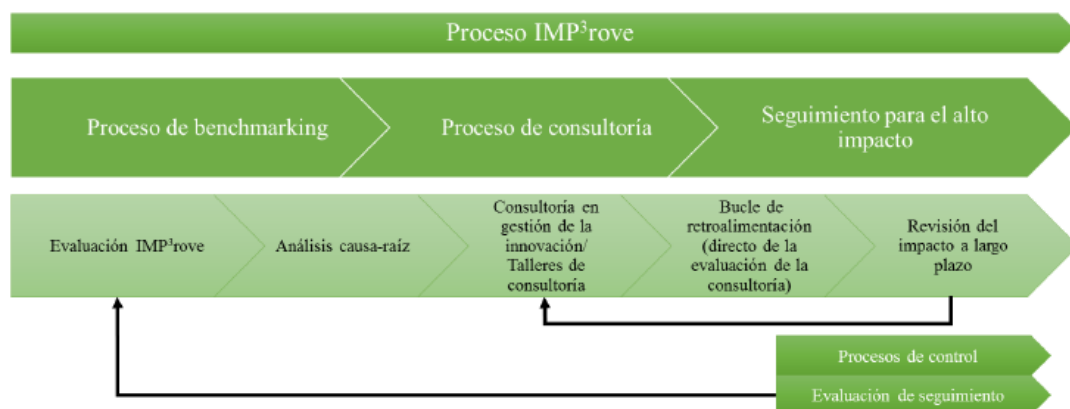 Proceso IMP³rove
Proceso de benchmarking
Proceso de consultoría
Seguimiento para el alto
impacto
Evaluación IMP³rove
Análisis causa-raíz
Consultoría en
gestión de la
innovación/
Talleres de
consultoría
Bucle de
retroalimentación
(directo de la
evaluación de la
consultoría)
Revisión del
impacto a largo
plazo
Procesos de control
Evaluación de seguimiento